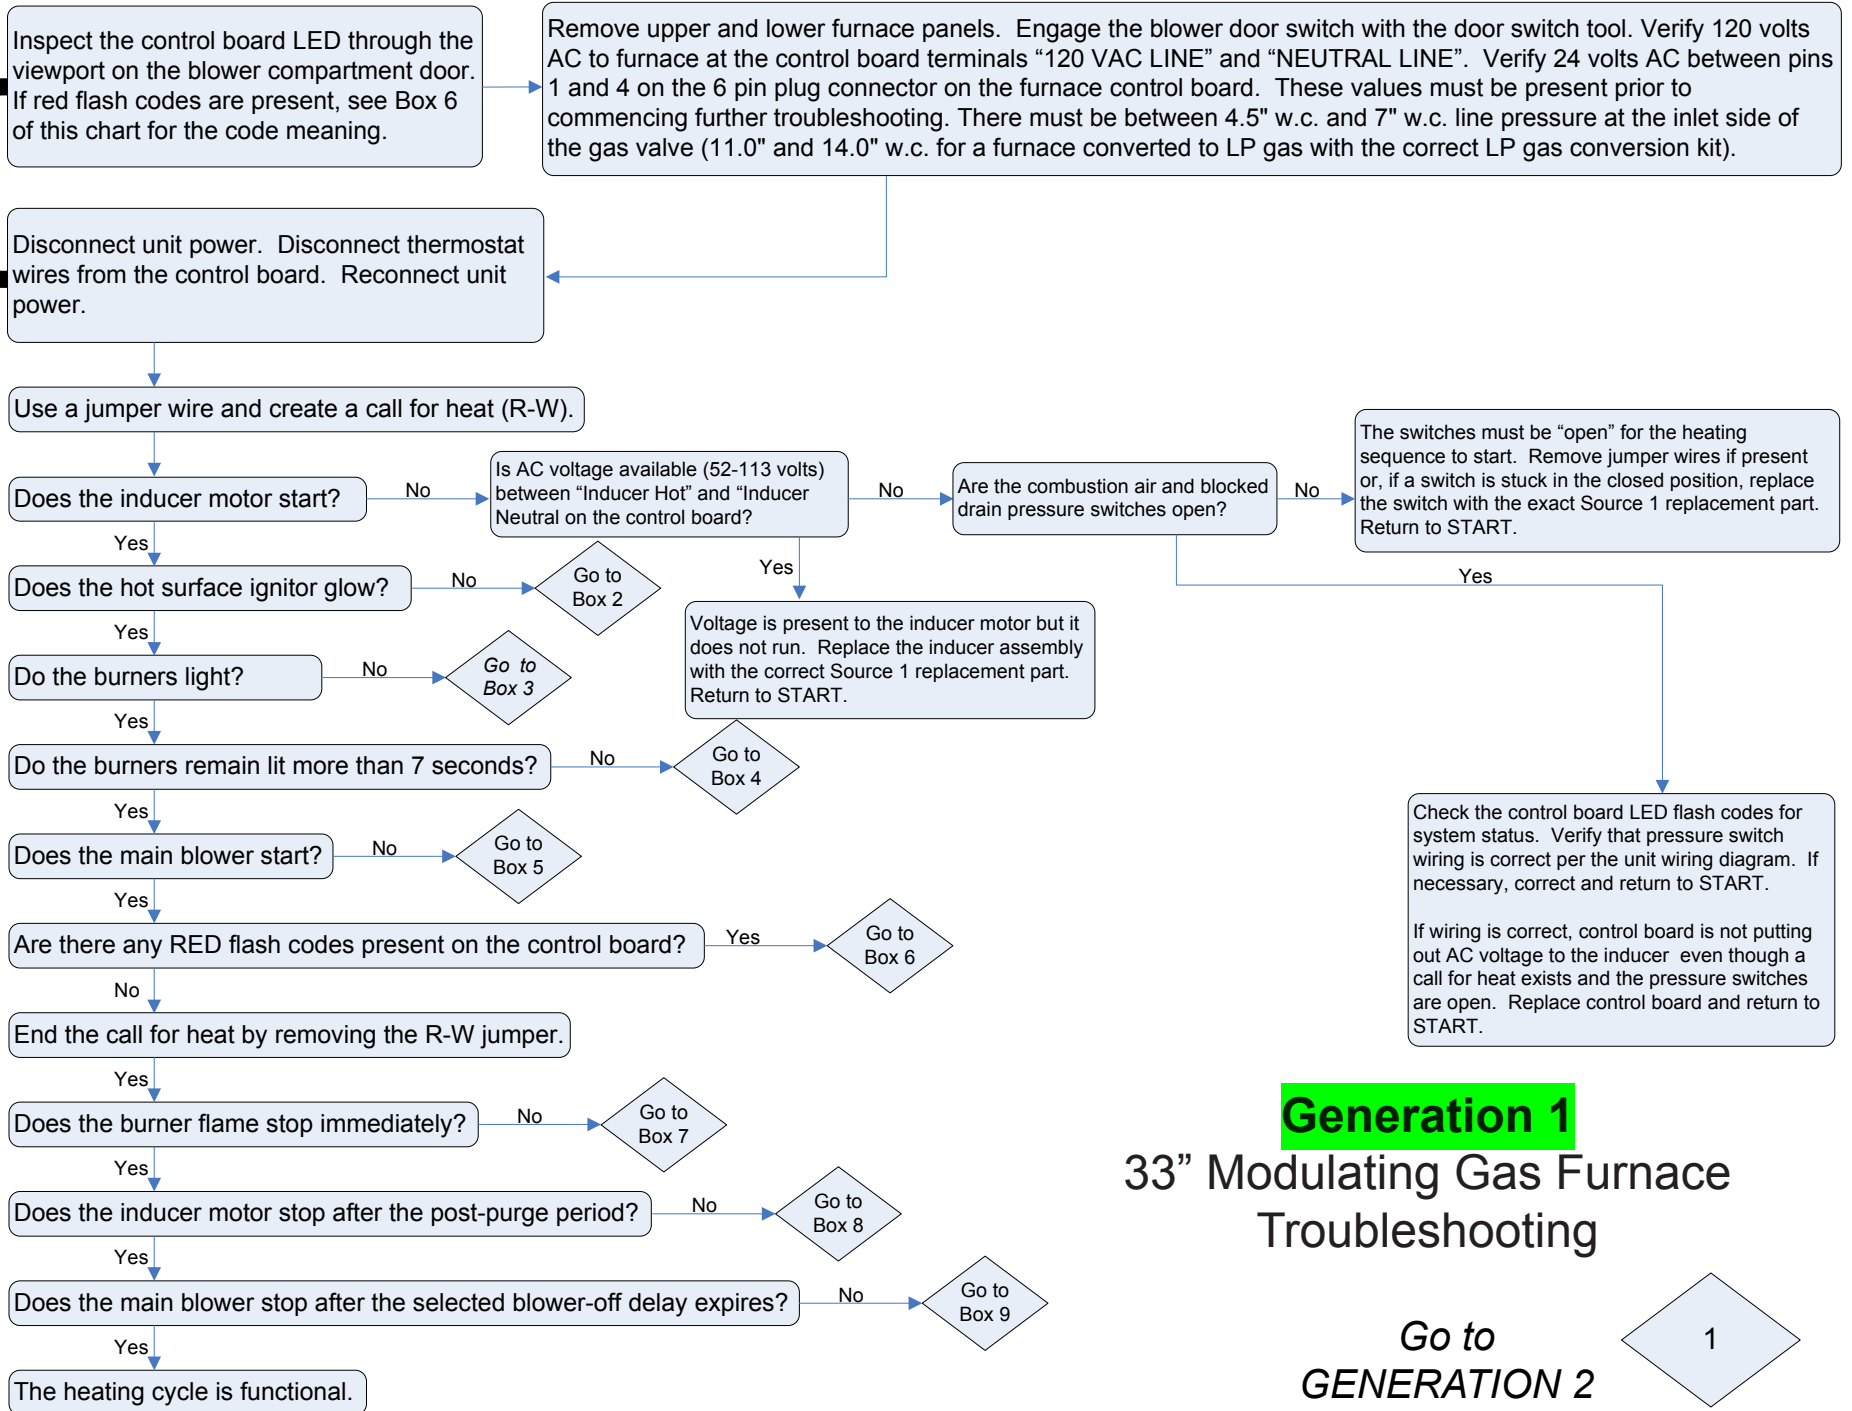 Inspect the control board LED through the
viewport on the blower compartment door.
If red flash codes are present, see Box 6
of this chart for the code meaning.
Remove upper and lower furnace panels.  Engage the blower door switch with the door switch tool. Verify 120 volts
AC to furnace at the control board terminals “120 VAC LINE” and “NEUTRAL LINE”.  Verify 24 volts AC between pins
1 and 4 on the 6 pin plug connector on the furnace control board.  These values must be present prior to
commencing further troubleshooting. There must be between 4.5" w.c. and 7" w.c. line pressure at the inlet side of
the gas valve (11.0" and 14.0" w.c. for a furnace converted to LP gas with the correct LP gas conversion kit).
Disconnect unit power.  Disconnect thermostat
wires from the control board.  Reconnect unit
power.
Use a jumper wire and create a call for heat (R-W).
Does the inducer motor start?
No
Is AC voltage available (52-113 volts)
between “Inducer Hot” and “Inducer
Neutral on the control board?
No
Are the combustion air and blocked
drain pressure switches open?
No
The switches must be “open” for the heating
sequence to start.  Remove jumper wires if present
or, if a switch is stuck in the closed position, replace
the switch with the exact Source 1 replacement part.
Return to START.
Yes
Yes
Yes
Does the hot surface ignitor glow?
No
Go to
Box 2
Voltage is present to the inducer motor but it
does not run.  Replace the inducer assembly
with the correct Source 1 replacement part.
Return to START.
Yes
Do the burners light?
No
Go to
Box 3
Yes
Do the burners remain lit more than 7 seconds?
No
Go to
Box 4
Yes
Does the main blower start?
No
Go to
Box 5
Check the control board LED flash codes for
system status.  Verify that pressure switch
wiring is correct per the unit wiring diagram.  If
necessary, correct and return to START.
If wiring is correct, control board is not putting
out AC voltage to the inducer  even though a
call for heat exists and the pressure switches
are open.  Replace control board and return to
START.
Yes
Are there any RED flash codes present on the control board?
Yes
Go to
Box 6
No
End the call for heat by removing the R-W jumper.
Yes
Does the burner flame stop immediately?
No
Go to
Box 7
Yes
Does the inducer motor stop after the post-purge period?
No
Go to
Box 8
Yes
Does the main blower stop after the selected blower-off delay expires?
No
Go to
Box 9
Yes
The heating cycle is functional.
Generation 1
33” Modulating Gas Furnace
Troubleshooting
Go to
GENERATION 2
1